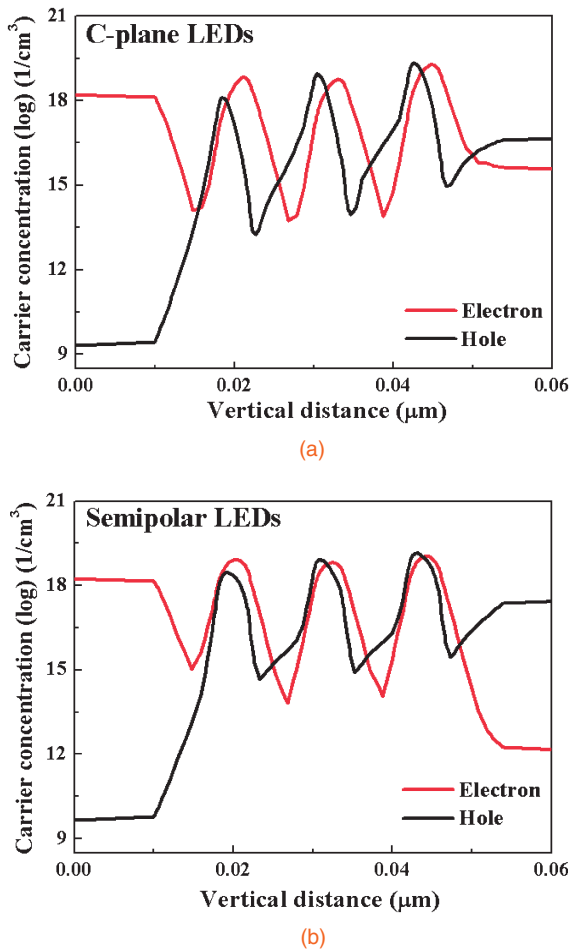 C-plane LEDs
Carrier concentration (log) (1/cm³)
21
18
15
12
9
Electron
Hole
0.00
0.02
0.04
0.06
Vertical distance (μm)
(a)
Semipolar LEDs
Carrier concentration (log) (1/cm³)
21
18
15
12
9
Electron
Hole
0.00
0.02
0.04
0.06
Vertical distance (μm)
(b)